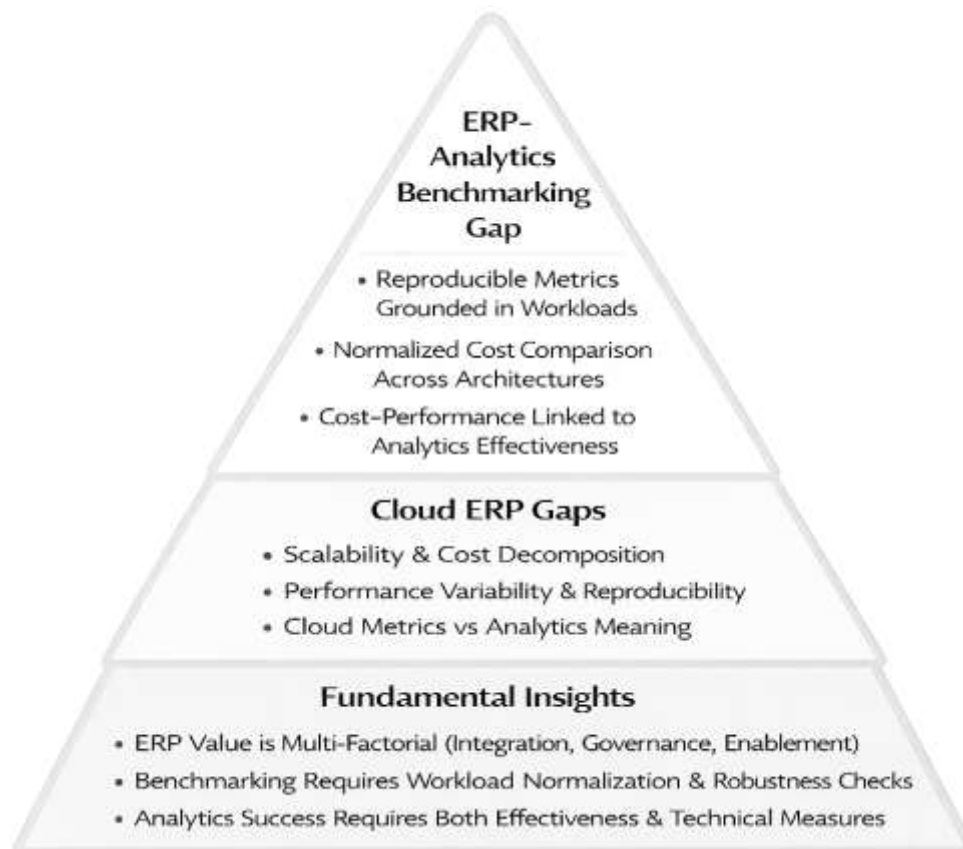 ERP-
Analytics
Benchmarking
Gap
• Reproducible Metrics
Grounded in Workloads
• Normalized Cost Comparison
Across Architectures
• Cost-Performance Linked to
Analytics Effectiveness
Cloud ERP Gaps
• Scalability & Cost Decomposition
• Performance Variability & Reproducibility
• Cloud Metrics vs Analytics Meaning
Fundamental Insights
• ERP Value is Multi-Factorial (Integration, Governance, Enablement)
• Benchmarking Requires Workload Normalization & Robustness Checks
• Analytics Success Requires Both Effectiveness & Technical Measures